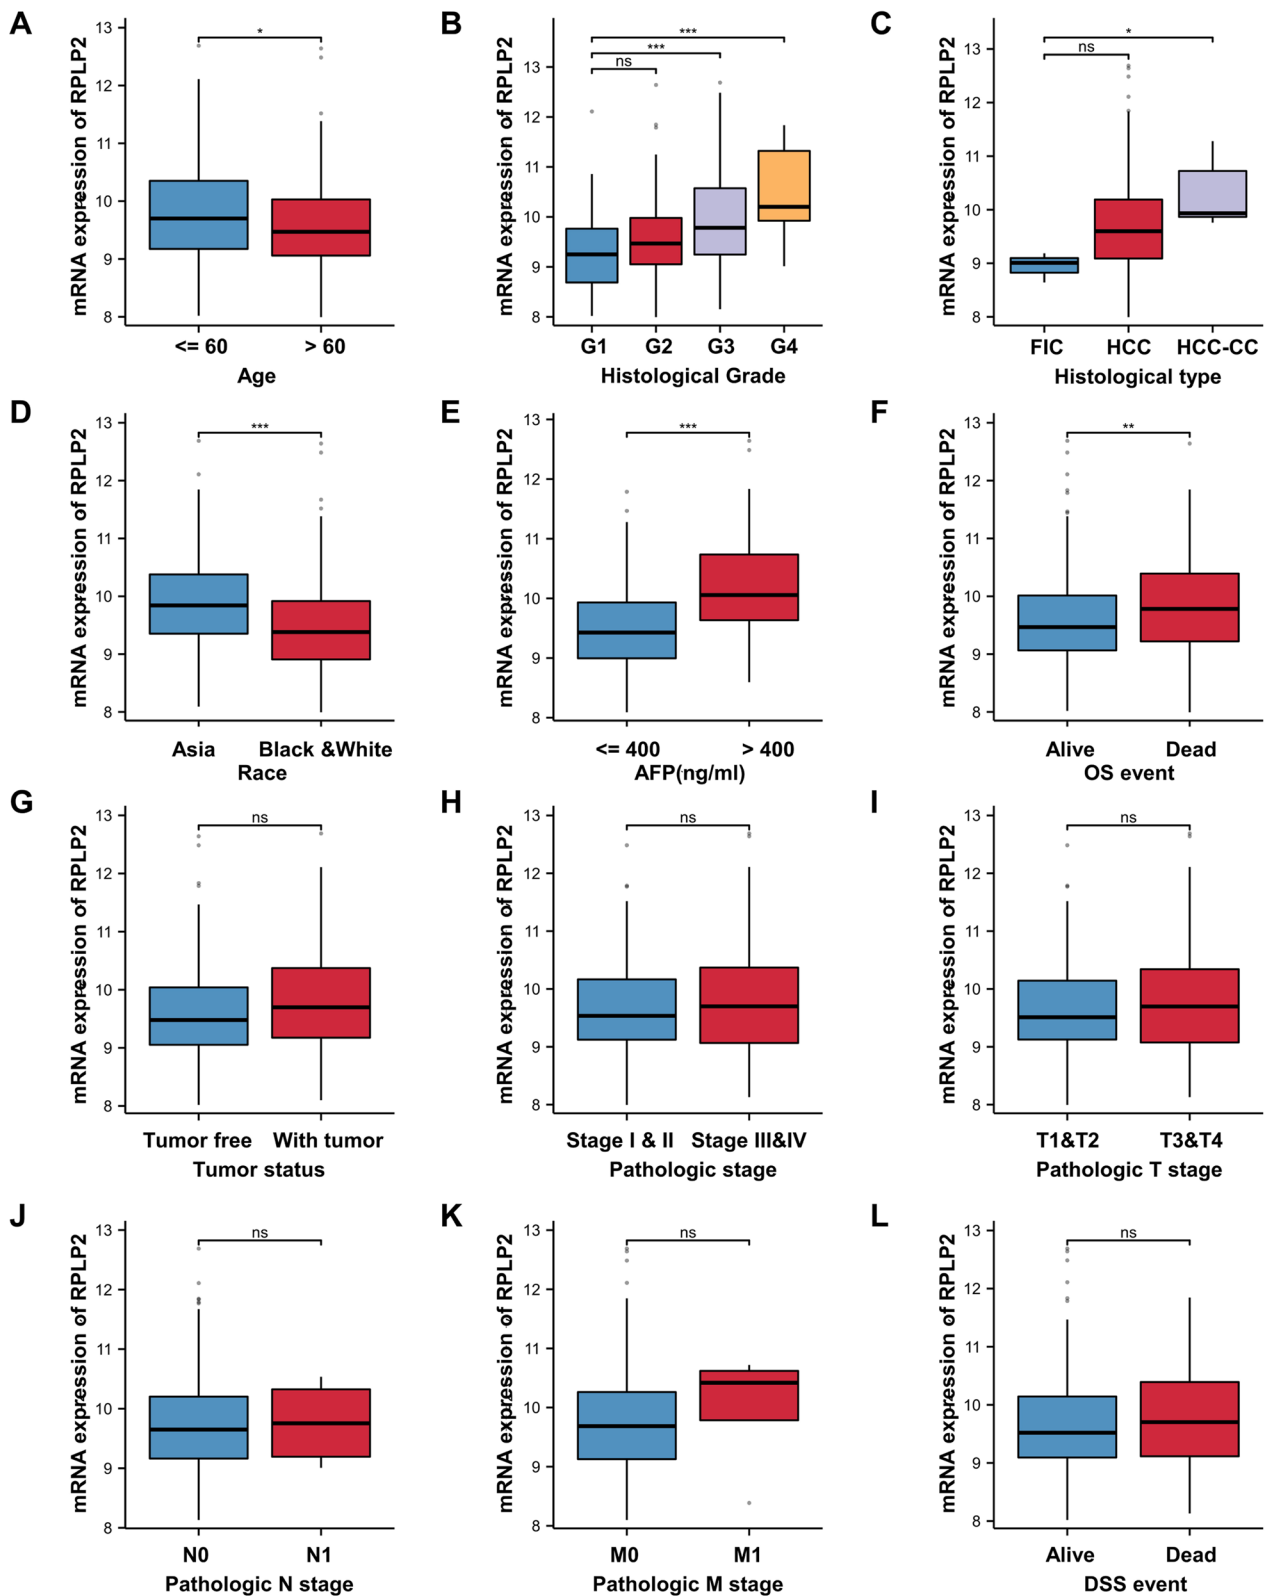 A
mRNA expression of RPLP2
13
12
11
10
9
8
*
<= 60
> 60
Age
B
mRNA expression of RPLP2
13
12
11
10
9
8
***
***
ns
G1
G2
G3
G4
Histological Grade
C
mRNA expression of RPLP2
13
12
11
10
9
8
*
ns
FIC
HCC
HCC-CC
Histological type
D
mRNA expression of RPLP2
13
12
11
10
9
8
***
Asia
Black &White
Race
E
mRNA expression of RPLP2
13
12
11
10
9
8
***
<= 400
> 400
AFP(ng/ml)
F
mRNA expression of RPLP2
13
12
11
10
9
8
**
Alive
Dead
OS event
G
mRNA expression of RPLP2
13
12
11
10
9
8
ns
Tumor free
With tumor
Tumor status
H
mRNA expression of RPLP2
13
12
11
10
9
8
ns
Stage I & II
Stage III&IV
Pathologic stage
I
mRNA expression of RPLP2
13
12
11
10
9
8
ns
T1&T2
T3&T4
Pathologic T stage
J
mRNA expression of RPLP2
13
12
11
10
9
8
ns
N0
N1
Pathologic N stage
K
mRNA expression of RPLP2
13
12
11
10
9
8
ns
M0
M1
Pathologic M stage
L
mRNA expression of RPLP2
13
12
11
10
9
8
ns
Alive
Dead
DSS event